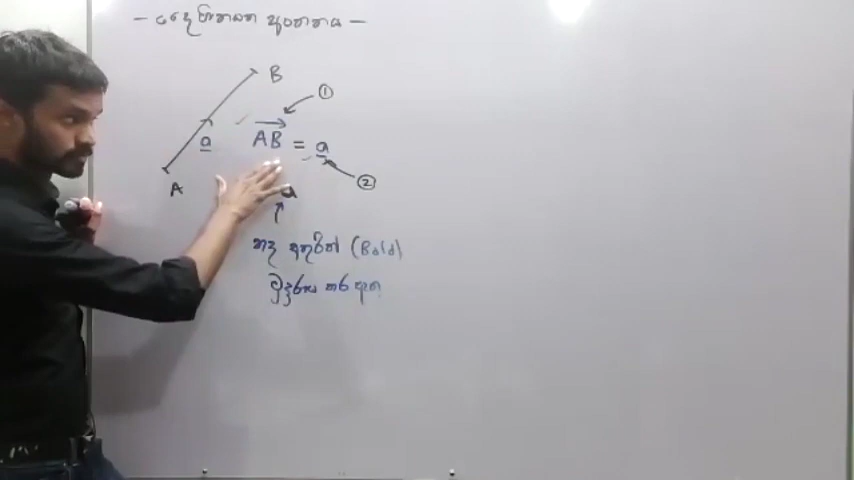 – දෛශිකයක අංකනය –
B
①
a
AB = a
②
A
a
තද අකුරින් (Bold)
මුද්‍රණය කර ඇත